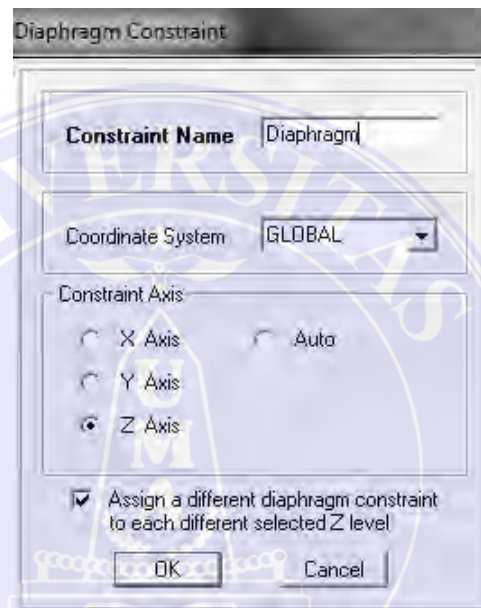 Diaphragm Constraint
Constraint Name Diaphragm
Coordinate System GLOBAL
Constraint Axis
X Axis Auto
Y Axis
Z Axis
Assign a different diaphragm constraint
to each different selected Z level
OK Cancel